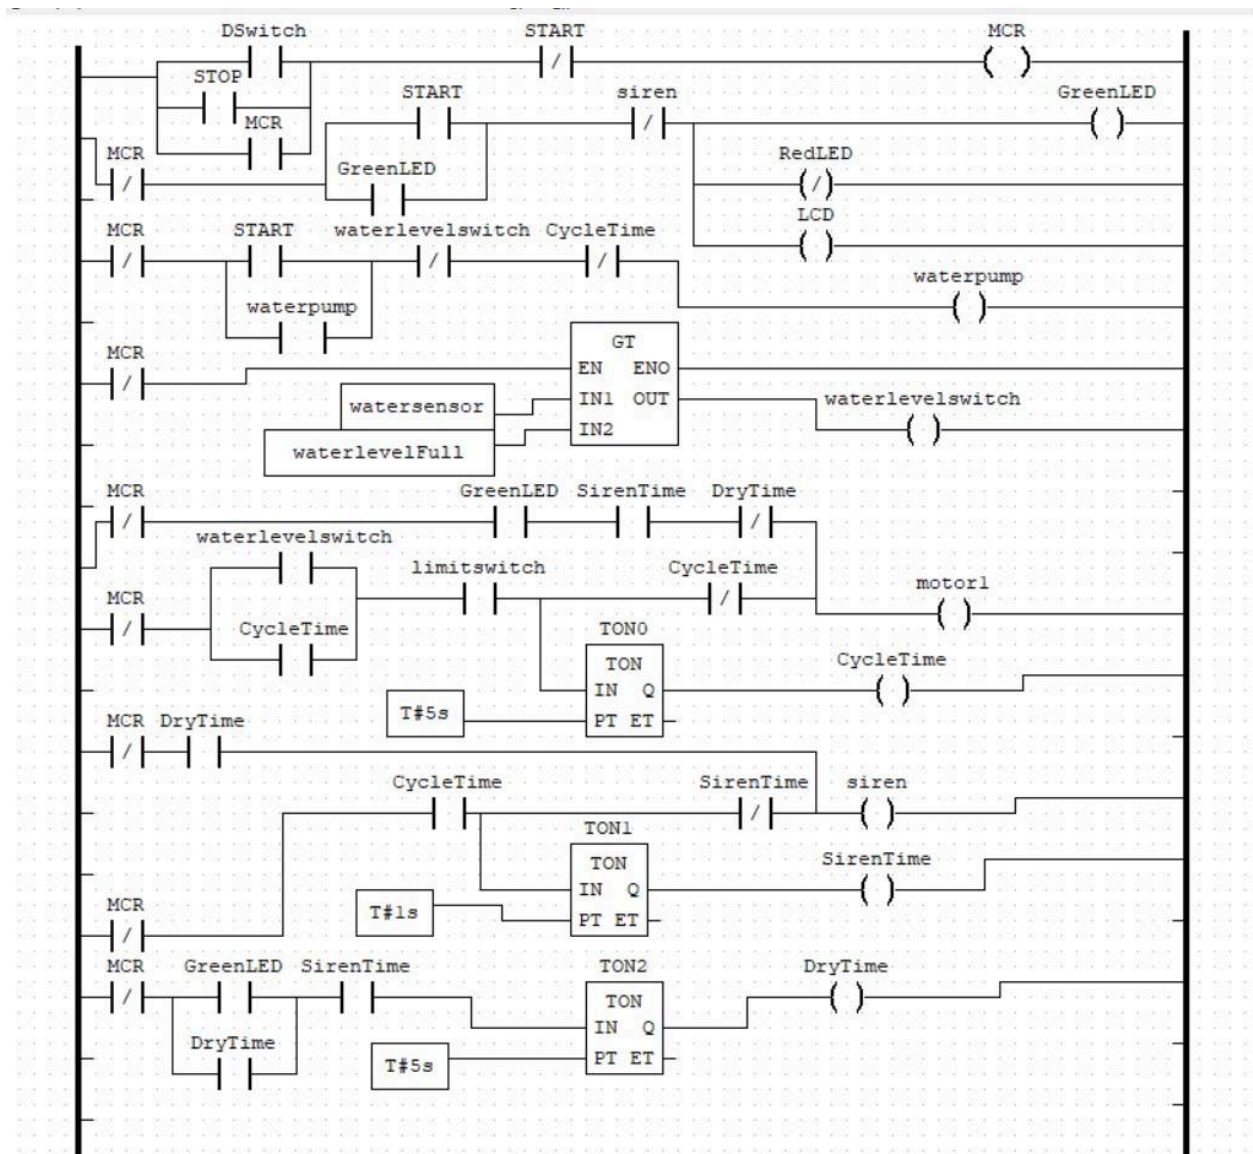 DSwitch START MCR
STOP
START siren GreenLED
MCR
MCR RedLED
GreenLED
LCD
MCR START waterlevelswitch CycleTime
waterpump
waterpump
GT
MCR
EN ENO
watersensor IN1 OUT waterlevelswitch
IN2
waterlevelFull
MCR GreenLED SirenTime DryTime
waterlevelswitch
limitswitch CycleTime
motor1
MCR
CycleTime TON0
TON CycleTime
IN Q
T#5s PT ET
MCR DryTime
CycleTime SirenTime siren
TON1
TON SirenTime
IN Q
MCR T#1s PT ET
MCR GreenLED SirenTime TON2 DryTime
TON
IN Q
DryTime
T#5s PT ET